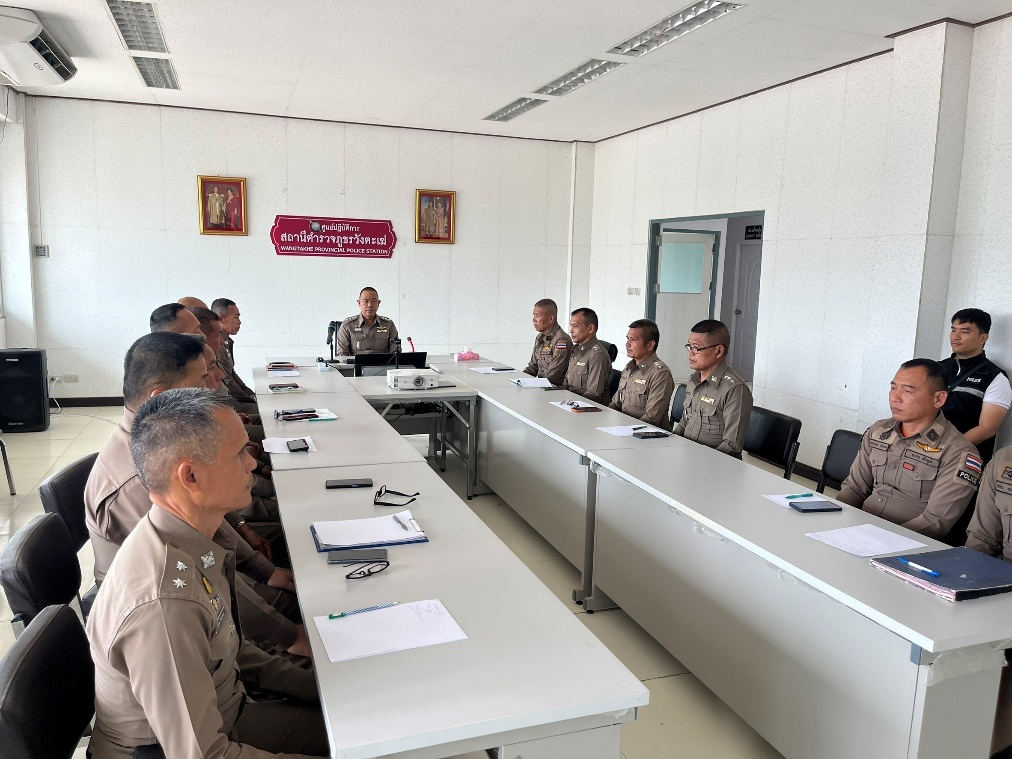 ศูนย์ปฏิบัติการ
สถานีตำรวจภูธรวังตะเฆ่
WANGTAKHE PROVINCIAL POLICE STATION
POLICE
POLICE